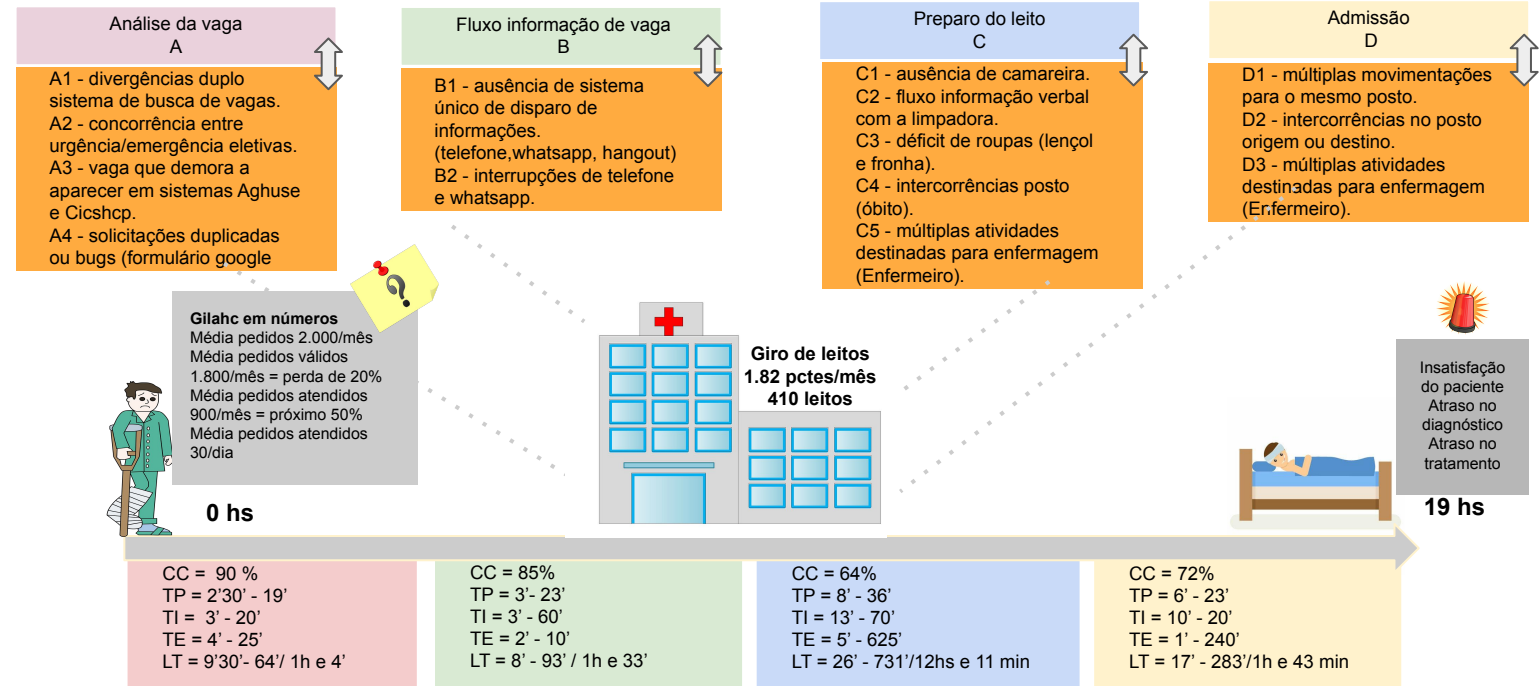 Análise da vaga
A
A1 - divergências duplo
sistema de busca de vagas.
A2 - concorrência entre
urgência/emergência eletivas.
A3 - vaga que demora a
aparecer em sistemas Aghuse
e Cicshcp.
A4 - solicitações duplicadas
ou bugs (formulário google
Fluxo informação de vaga
B
B1 - ausência de sistema
único de disparo de
informações.
(telefone,whatsapp, hangout)
B2 - interrupções de telefone
e whatsapp.
Preparo do leito
C
C1 - ausência de camareira.
C2 - fluxo informação verbal
com a limpadora.
C3 - déficit de roupas (lençol
e fronha).
C4 - intercorrências posto
(óbito).
C5 - múltiplas atividades
destinadas para enfermagem
(Enfermeiro).
Admissão
D
D1 - múltiplas movimentações
para o mesmo posto.
D2 - intercorrências no posto
origem ou destino.
D3 - múltiplas atividades
destinadas para enfermagem
(Enfermeiro).
Gilahc em números
Média pedidos 2.000/mês
Média pedidos válidos
1.800/mês = perda de 20%
Média pedidos atendidos
900/mês = próximo 50%
Média pedidos atendidos
30/dia
?
Giro de leitos
1.82 pctes/mês
410 leitos
Insatisfação
do paciente
Atraso no
diagnóstico
Atraso no
tratamento
0 hs
19 hs
CC = 90 %
TP = 2'30' - 19'
TI = 3' - 20'
TE = 4' - 25'
LT = 9'30'- 64'/ 1h e 4'
CC = 85%
TP = 3'- 23'
TI = 3' - 60'
TE = 2' - 10'
LT = 8' - 93' / 1h e 33'
CC = 64%
TP = 8' - 36'
TI = 13' - 70'
TE = 5' - 625'
LT = 26' - 731'/12hs e 11 min
CC = 72%
TP = 6' - 23'
TI = 10' - 20'
TE = 1' - 240'
LT = 17' - 283'/1h e 43 min